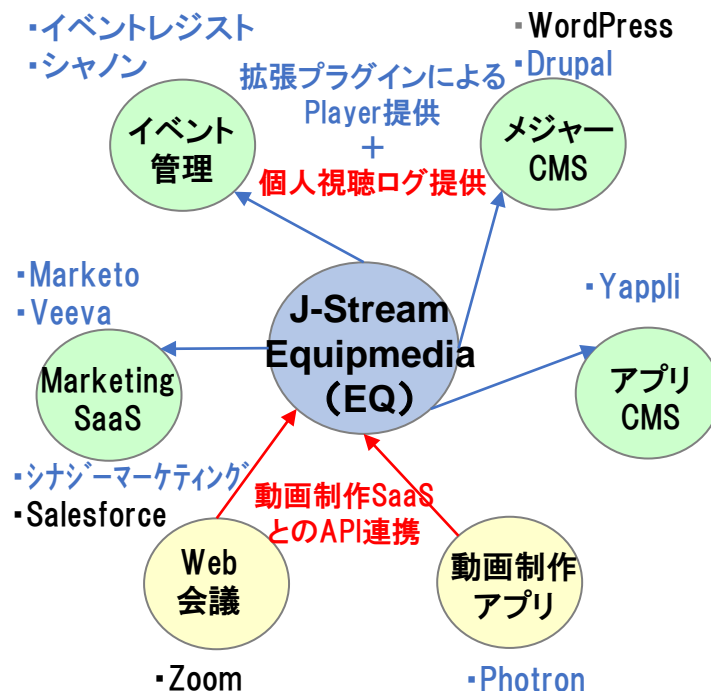 ▪イベントレジスト
▪シャノン
拡張プラグインによる
Player提供
＋
個人視聴ログ提供
▪WordPress
▪Drupal
イベント
管理
メジャー
CMS
▪Marketo
▪Veeva
J-Stream
Equipmedia
（EQ）
▪Yappli
Marketing
SaaS
アプリ
CMS
▪シナジーマーケティング
▪Salesforce
動画制作SaaS
とのAPI連携
Web
会議
動画制作
アプリ
▪Zoom
▪Photron